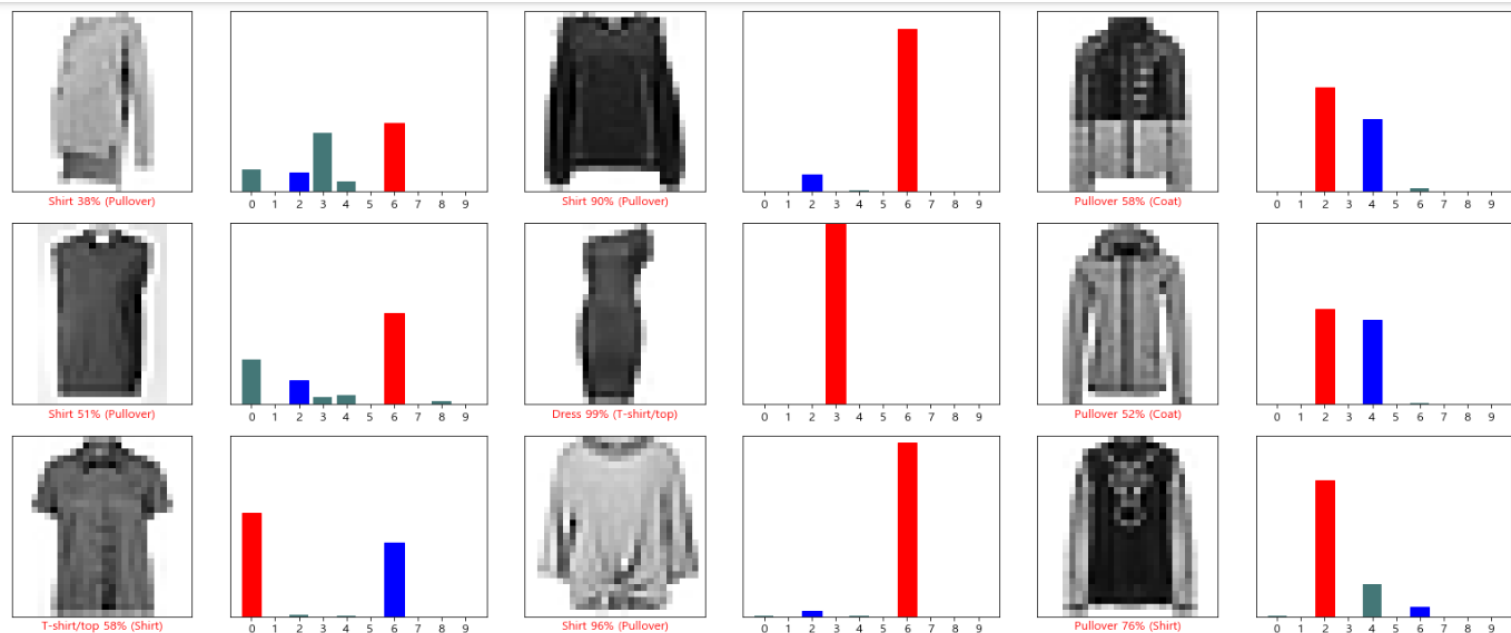 0 1 2 3 4 5 6 7 8 9
0 1 2 3 4 5 6 7 8 9
0 1 2 3 4 5 6 7 8 9
Shirt 38% (Pullover)
Shirt 90% (Pullover)
Pullover 58% (Coat)
0 1 2 3 4 5 6 7 8 9
0 1 2 3 4 5 6 7 8 9
0 1 2 3 4 5 6 7 8 9
Shirt 51% (Pullover)
Dress 99% (T-shirt/top)
Pullover 52% (Coat)
0 1 2 3 4 5 6 7 8 9
0 1 2 3 4 5 6 7 8 9
0 1 2 3 4 5 6 7 8 9
T-shirt/top 58% (Shirt)
Shirt 96% (Pullover)
Pullover 76% (Shirt)